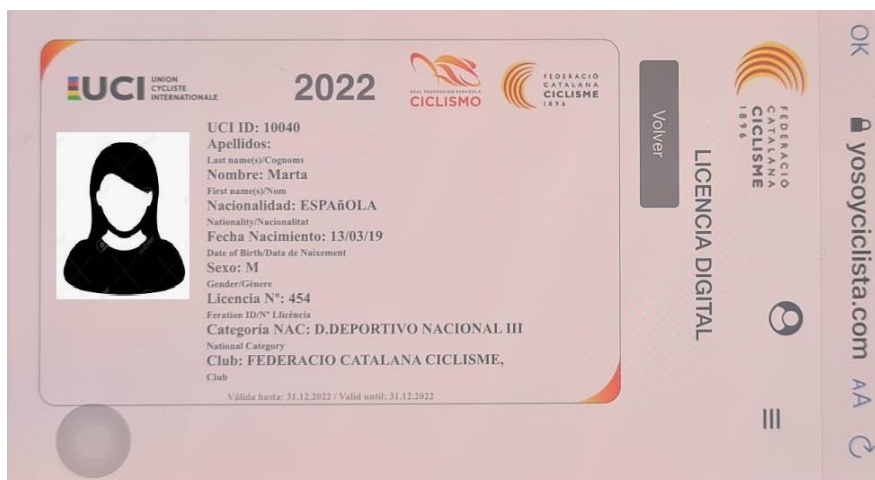 UCI UNION
CYCLISTE
INTERNATIONALE
2022
REAL FEDERACIÓN ESPAÑOLA
CICLISMO
FEDERACIÓ
CATALANA
CICLISME
1896
UCI ID: 10040
Apellidos:
Last name(s)/Cognoms
Nombre: Marta
First name(s)/Nom
Nacionalidad: ESPAñOLA
Nationality/Nacionalitat
Fecha Nacimiento: 13/03/19
Date of Birth/Data de Naixement
Sexo: M
Gender/Génere
Licencia Nº: 454
Feration ID/Nº Llicència
Categoría NAC: D.DEPORTIVO NACIONAL III
National Category
Club: FEDERACIO CATALANA CICLISME,
Club
Válida hasta: 31.12.2022 / Valid until: 31.12.2022
Volver
LICENCIA DIGITAL
FEDERACIÓ
CATALANA
CICLISME
1896
OK
yosoyciclista.com
AA